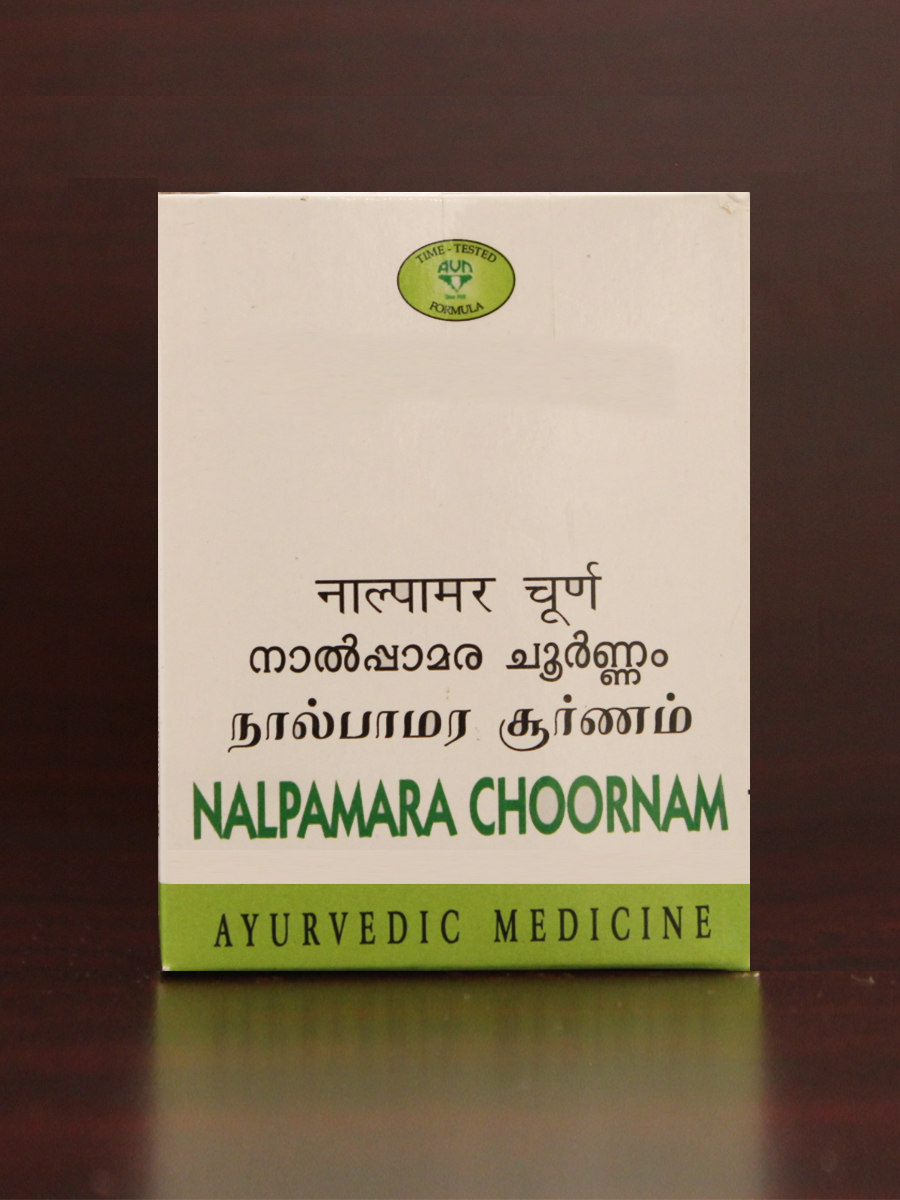 TIME - TESTED
AVN
FORMULA
नाल्पामर चूर्ण
നാൽപ്പാമര ചൂർണ്ണം
நால்பாமர சூர்ணம்
NALPAMARA CHOORNAM
AYURVEDIC MEDICINE